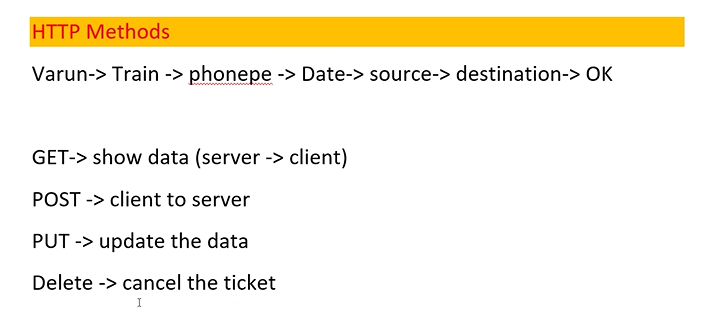 HTTP Methods
Varun-> Train -> phonepe -> Date-> source-> destination-> OK
GET-> show data (server -> client)
POST -> client to server
PUT -> update the data
Delete -> cancel the ticket